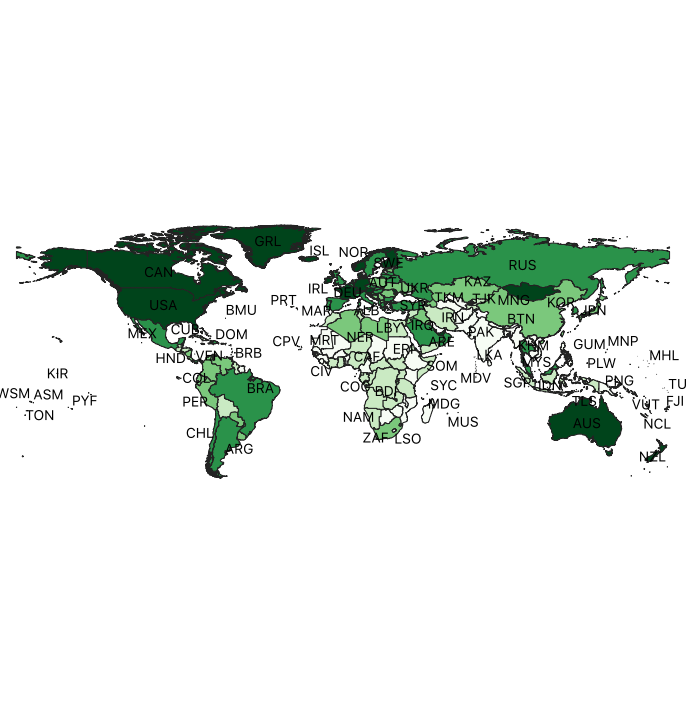 GRL
ISL
NOR
SWE
RUS
CAN
IRL
DEU
AUT
UKR
KAZ
USA
BMU
PRT
MAR
ALB
SYR
TKM
TJK
MNG
KOR
JPN
MEX
CUB
DOM
MRT
NER
LBY
IRQ
IRN
PAK
BTN
HND
VEN
BRB
CPV
CIV
CAF
ERI
ARE
LKA
KHM
GUM
MNP
MHL
KIR
COL
BRA
COG
BDI
SOM
SYC
MDV
MYS
SGP
IDN
PLW
PNG
WSM
ASM
PYF
TON
PER
NAM
MDG
MUS
TLS
VUT
FJI
TU
CHL
ARG
ZAF
LSO
AUS
NCL
NZL